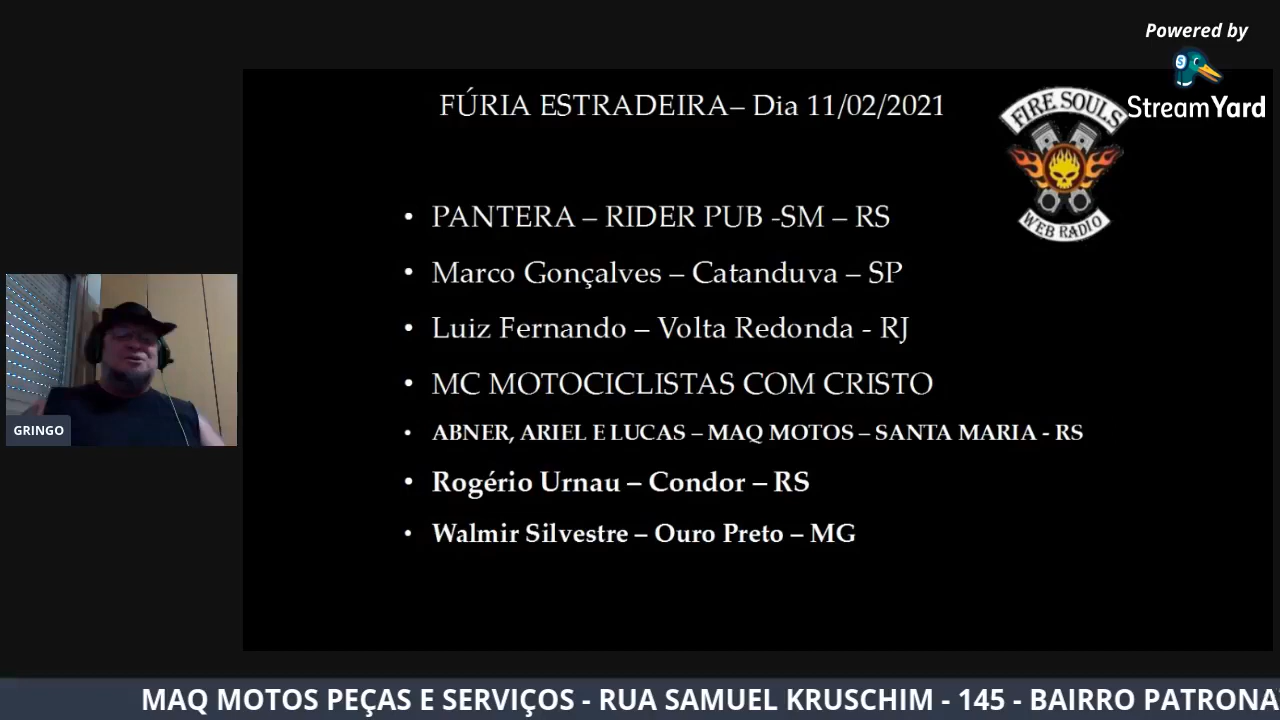 Powered by
StreamYard
FÚRIA ESTRADEIRA– Dia 11/02/2021
FIRE SOULS
WEB RADIO
• PANTERA – RIDER PUB -SM – RS
• Marco Gonçalves – Catanduva – SP
• Luiz Fernando – Volta Redonda - RJ
• MC MOTOCICLISTAS COM CRISTO
• ABNER, ARIEL E LUCAS – MAQ MOTOS – SANTA MARIA - RS
• Rogério Urnau – Condor – RS
• Walmir Silvestre – Ouro Preto – MG
GRINGO
MAQ MOTOS PEÇAS E SERVIÇOS - RUA SAMUEL KRUSCHIM - 145 - BAIRRO PATRONA